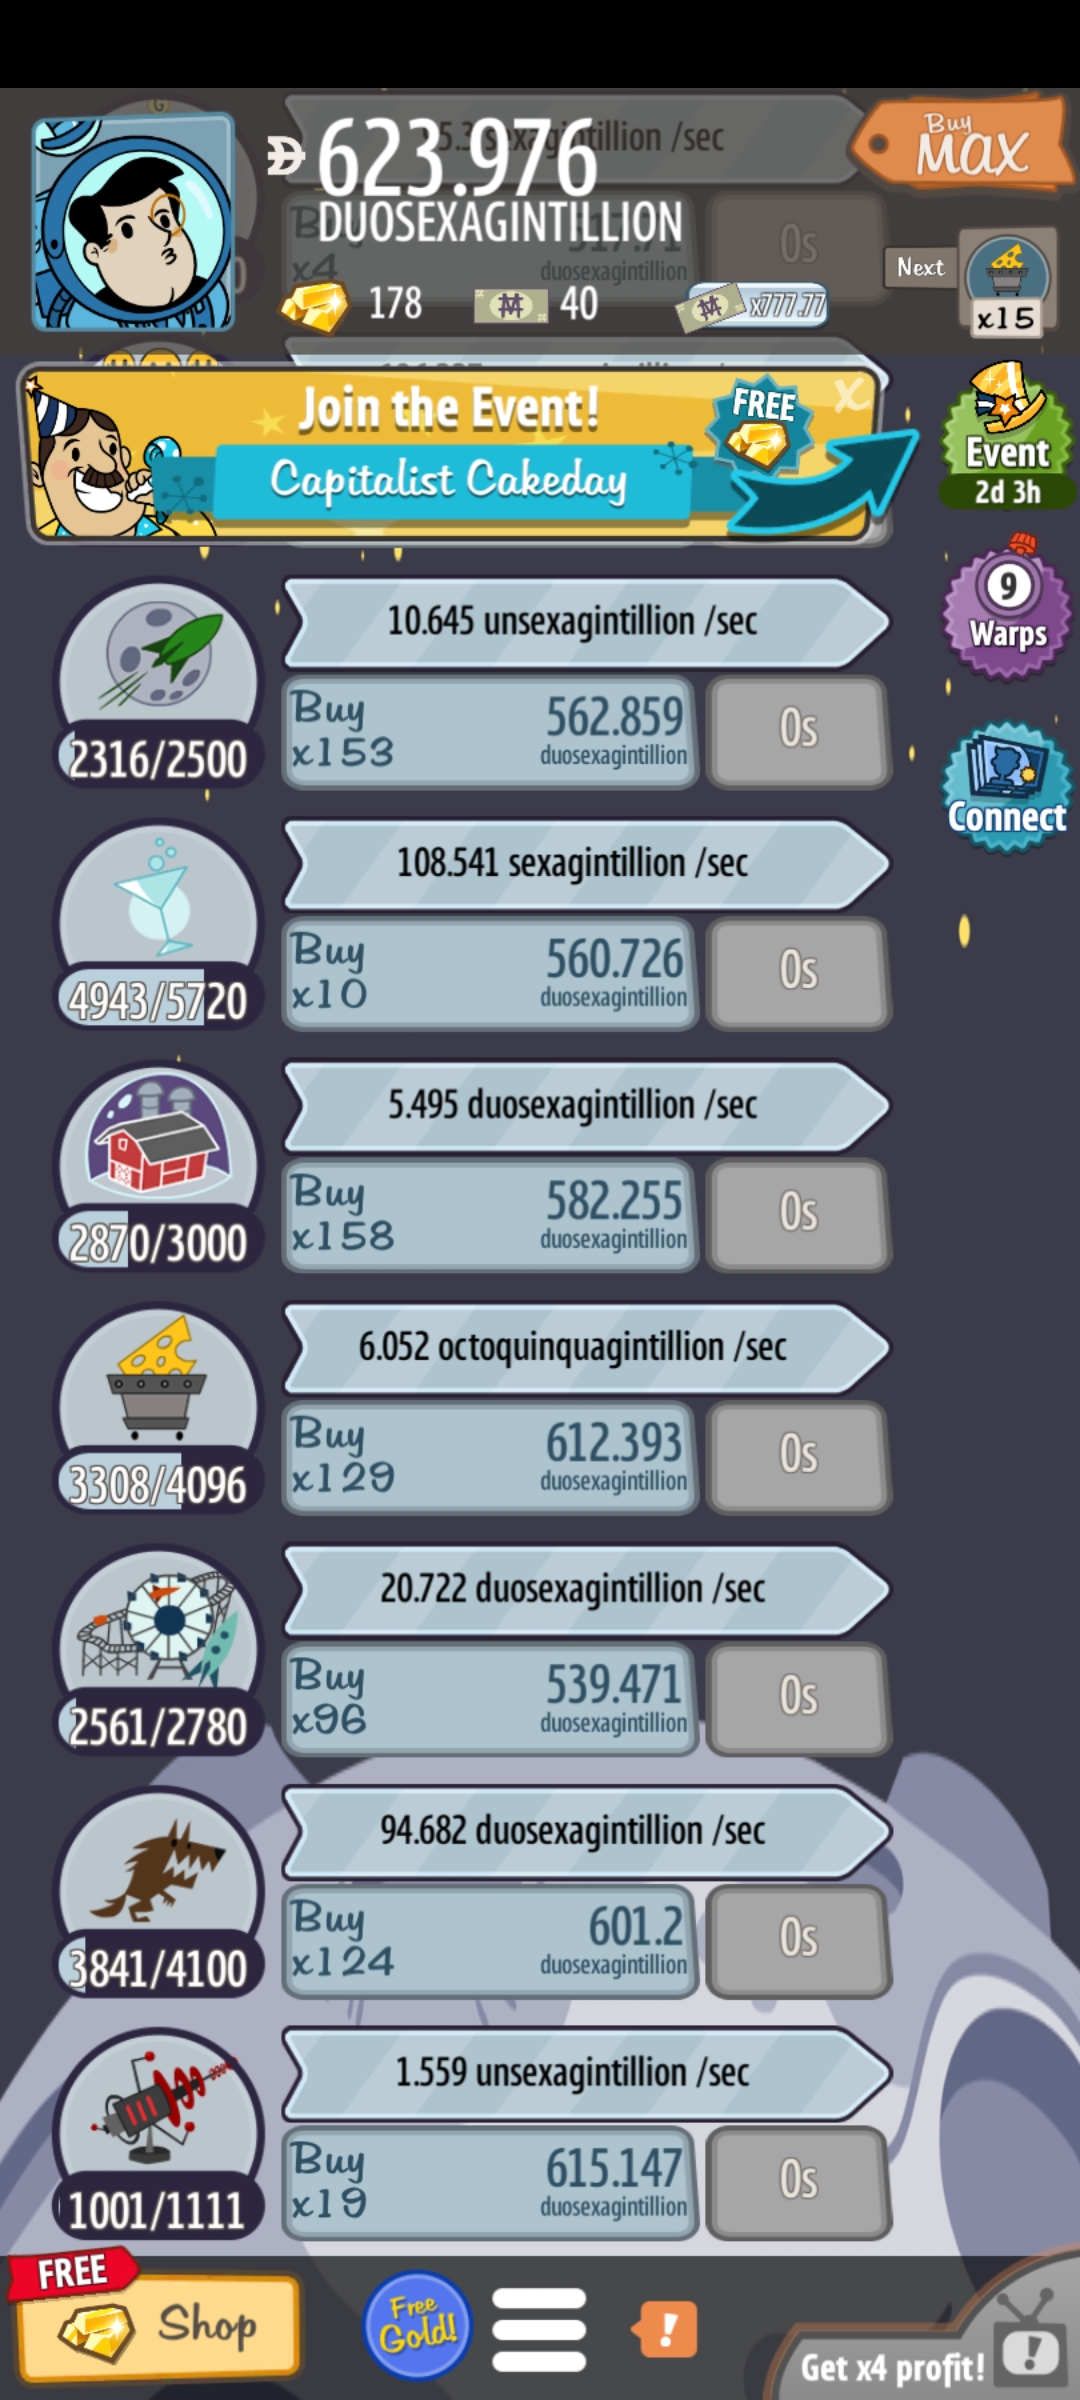 623.976
DUOSEXAGINTILLION
sexagintillion /sec
Buy
MAX
Buy
x4
duosexagintillion
0s
178
40
x777.77
Next
x15
Join the Event!
Capitalist Cakeday
FREE
X
Event
2d 3h
9
Warps
Connect
10.645 unsexagintillion /sec
Buy
x153
562.859
duosexagintillion
0s
2316/2500
108.541 sexagintillion /sec
Buy
x10
560.726
duosexagintillion
0s
4943/5720
5.495 duosexagintillion /sec
Buy
x158
582.255
duosexagintillion
0s
2870/3000
6.052 octoquinquagintillion /sec
Buy
x129
612.393
duosexagintillion
0s
3308/4096
20.722 duosexagintillion /sec
Buy
x96
539.471
duosexagintillion
0s
2561/2780
94.682 duosexagintillion /sec
Buy
x124
601.2
duosexagintillion
0s
3841/4100
1.559 unsexagintillion /sec
Buy
x19
615.147
duosexagintillion
0s
1001/1111
FREE
Shop
Free
Gold!
!
Get x4 profit!
!